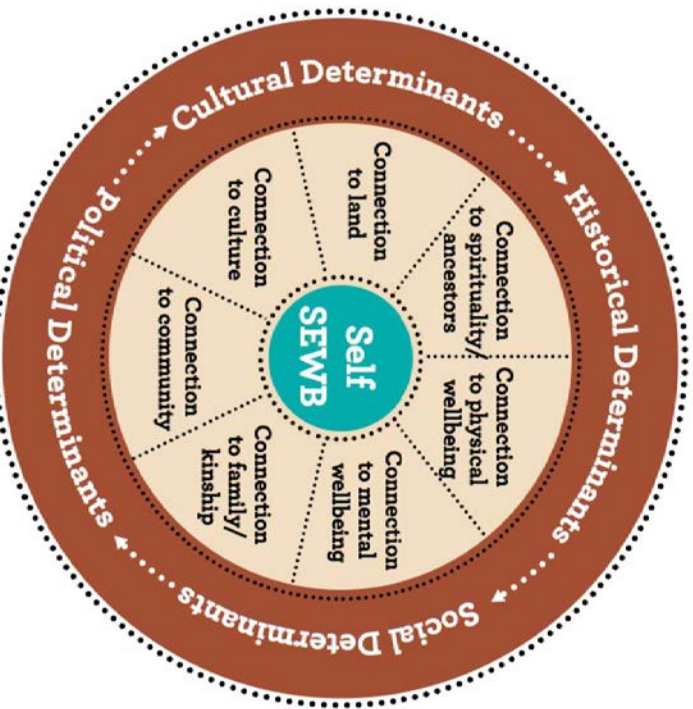 Cultural Determinants
Historical Determinants
Social Determinants
Political Determinants
Connection
to spirituality/
ancestors
Connection
to physical
wellbeing
Connection
to mental
wellbeing
Connection
to family/
kinship
Connection
to community
Connection
to culture
Connection
to land
Self
SEWB